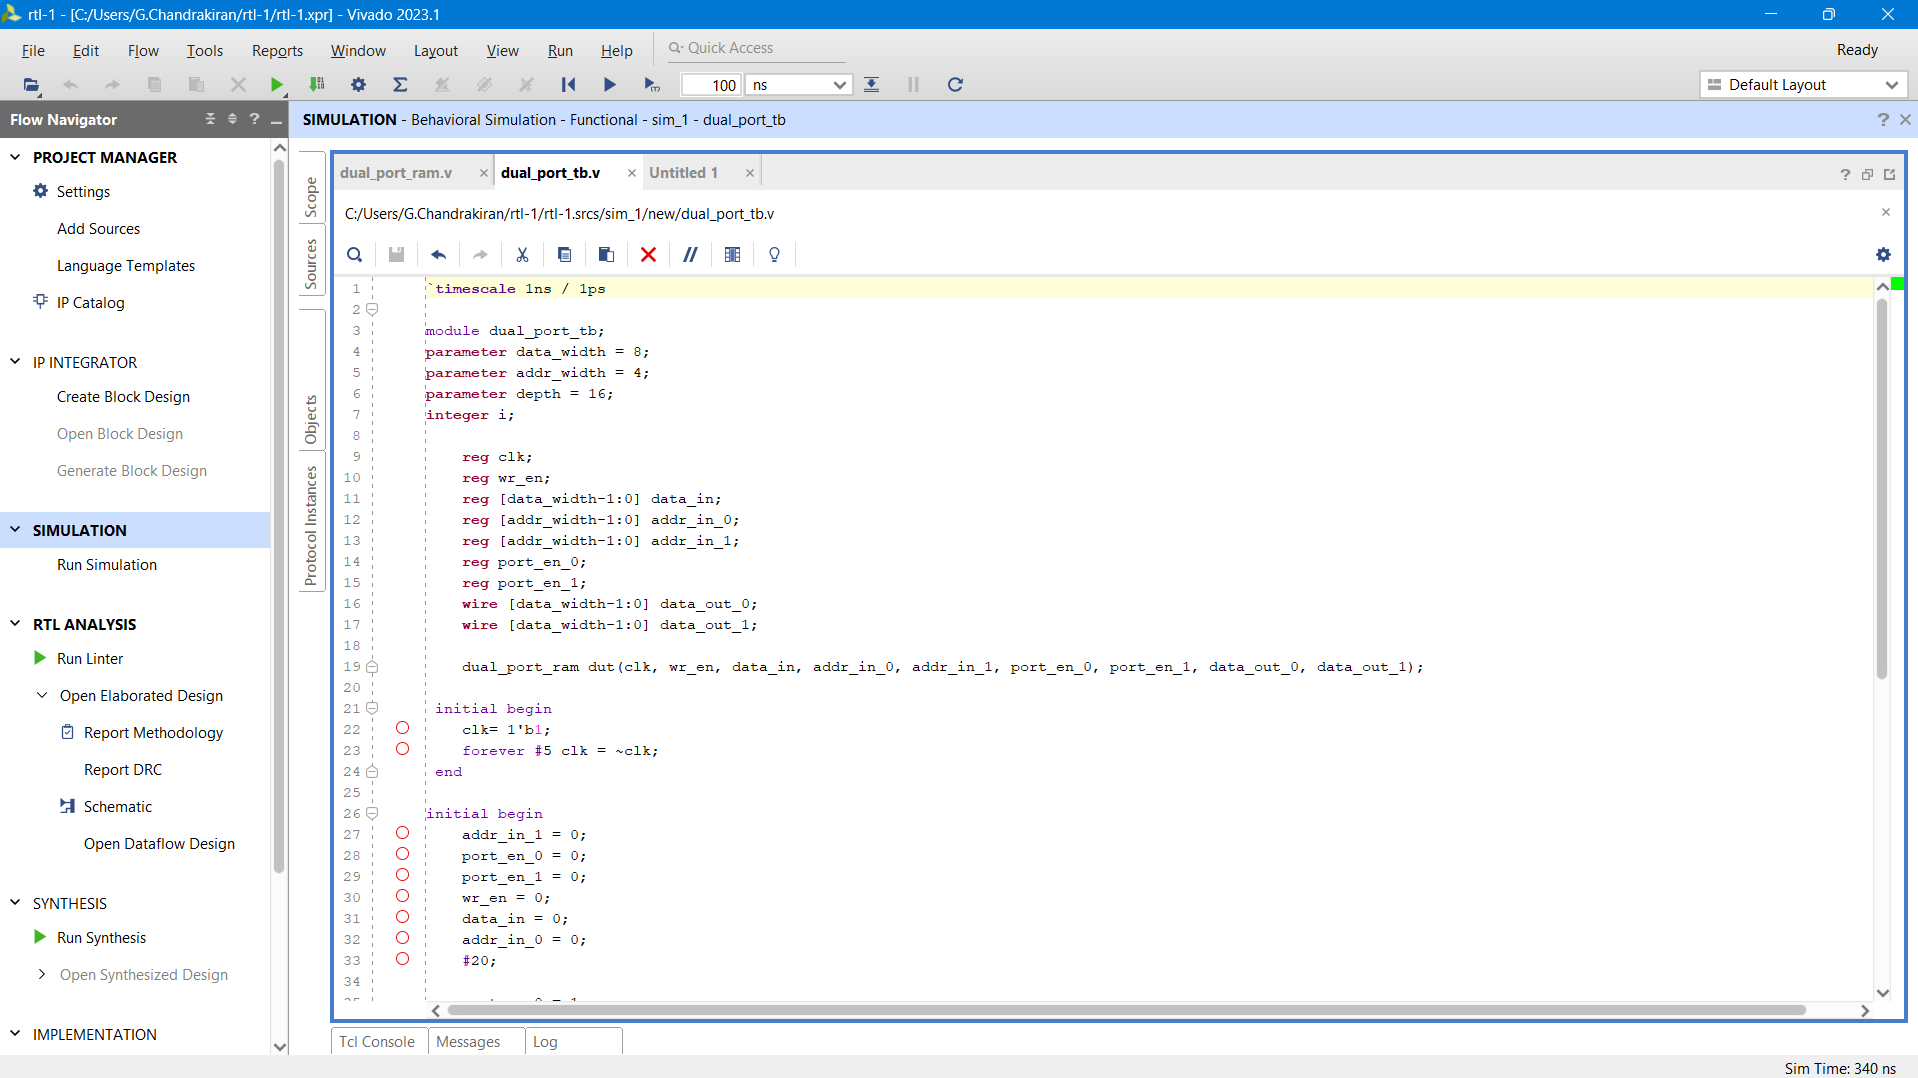 rtl-1 - [C:/Users/G.Chandrakiran/rtl-1/rtl-1.xpr] - Vivado 2023.1
File Edit Flow Tools Reports Window Layout View Run Help Quick Access Ready
100 ns Default Layout
Flow Navigator
SIMULATION - Behavioral Simulation - Functional - sim_1 - dual_port_tb
PROJECT MANAGER
Settings
Add Sources
Language Templates
IP Catalog
IP INTEGRATOR
Create Block Design
Open Block Design
Generate Block Design
SIMULATION
Run Simulation
RTL ANALYSIS
Run Linter
Open Elaborated Design
Report Methodology
Report DRC
Schematic
Open Dataflow Design
SYNTHESIS
Run Synthesis
Open Synthesized Design
IMPLEMENTATION
Scope
Sources
Objects
Protocol Instances
dual_port_ram.v dual_port_tb.v Untitled 1
C:/Users/G.Chandrakiran/rtl-1/rtl-1.srcs/sim_1/new/dual_port_tb.v
1 `timescale 1ns / 1ps
2
3 module dual_port_tb;
4 parameter data_width = 8;
5 parameter addr_width = 4;
6 parameter depth = 16;
7 integer i;
8
9 reg clk;
10 reg wr_en;
11 reg [data_width-1:0] data_in;
12 reg [addr_width-1:0] addr_in_0;
13 reg [addr_width-1:0] addr_in_1;
14 reg port_en_0;
15 reg port_en_1;
16 wire [data_width-1:0] data_out_0;
17 wire [data_width-1:0] data_out_1;
18
19 dual_port_ram dut(clk, wr_en, data_in, addr_in_0, addr_in_1, port_en_0, port_en_1, data_out_0, data_out_1);
20
21 initial begin
22 clk= 1'b1;
23 forever #5 clk = ~clk;
24 end
25
26 initial begin
27 addr_in_1 = 0;
28 port_en_0 = 0;
29 port_en_1 = 0;
30 wr_en = 0;
31 data_in = 0;
32 addr_in_0 = 0;
33 #20;
34
Tcl Console Messages Log
Sim Time: 340 ns